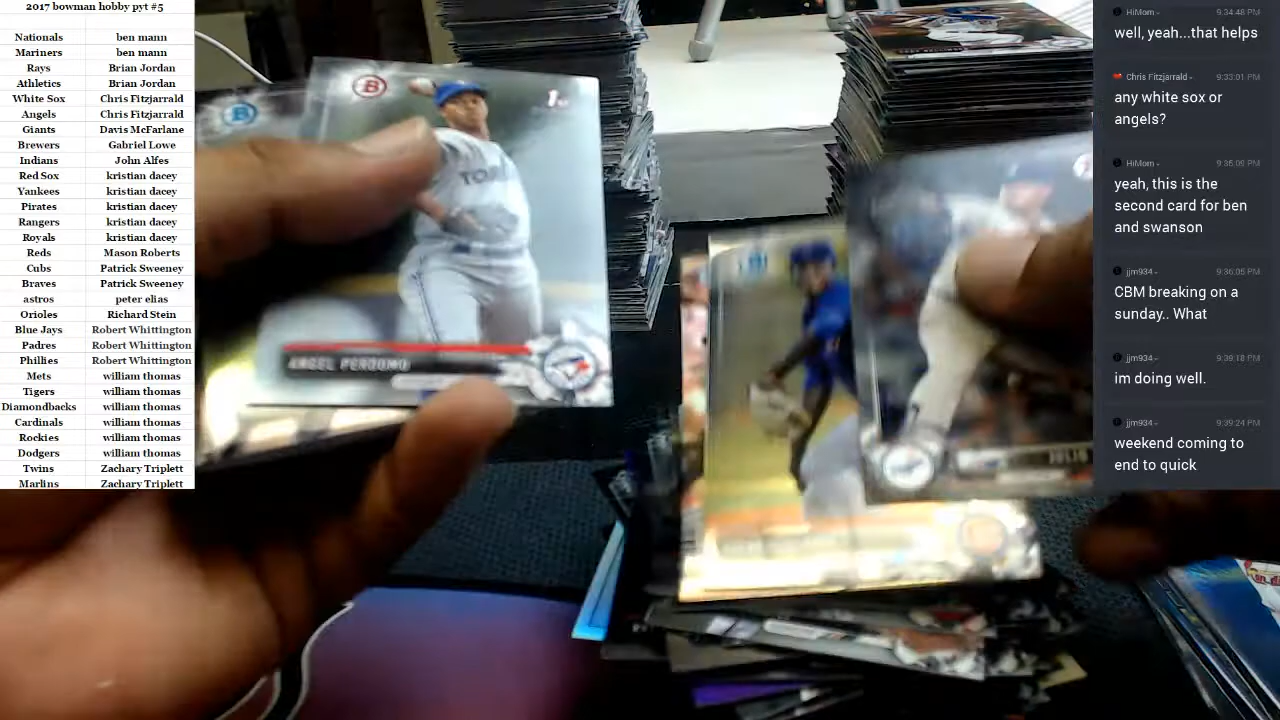 2017 bowman hobby pyt #5
Nationals ben mann
Mariners ben mann
Rays Brian Jordan
Athletics Brian Jordan
White Sox Chris Fitzjarrald
Angels Chris Fitzjarrald
Giants Davis McFarlane
Brewers Gabriel Lowe
Indians John Alfes
Red Sox kristian dacey
Yankees kristian dacey
Pirates kristian dacey
Rangers kristian dacey
Royals kristian dacey
Reds Mason Roberts
Cubs Patrick Sweeney
Braves Patrick Sweeney
astros peter elias
Orioles Richard Stein
Blue Jays Robert Whittington
Padres Robert Whittington
Phillies Robert Whittington
Mets william thomas
Tigers william thomas
Diamondbacks william thomas
Cardinals william thomas
Rockies william thomas
Dodgers william thomas
Twins Zachary Triplett
Marlins Zachary Triplett
B
B
1st
TORO
ANGEL PERDOMO
JULIO
HiMom - 9:34:48 PM
well, yeah...that helps
Chris Fitzjarrald - 9:33:01 PM
any white sox or
angels?
HiMom - 9:35:09 PM
yeah, this is the
second card for ben
and swanson
jjm934 - 9:36:05 PM
CBM breaking on a
sunday.. What
jjm934 - 9:39:18 PM
im doing well.
jjm934 - 9:39:24 PM
weekend coming to
end to quick